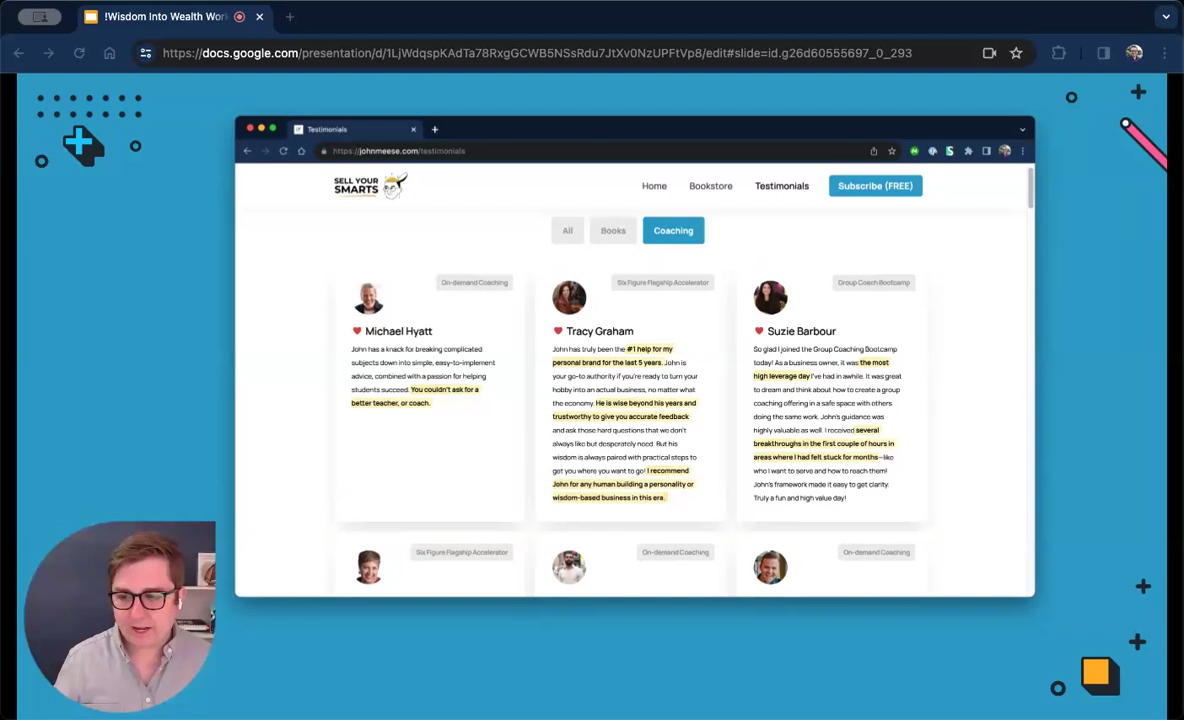 !Wisdom Into Wealth Wor
https://docs.google.com/presentation/d/1LjWdqspKAdTa78RxgGCWB5NSsRdu7JtXv0NzUPFtVp8/edit#slide=id.g26d60555697_0_293
Testimonials
https://johnmeese.com/testimonials
SELL YOUR
SMARTS
Home Bookstore Testimonials Subscribe (FREE)
All Books Coaching
On-demand Coaching
Michael Hyatt
John has a knack for breaking complicated
subjects down into simple, easy-to-implement
advice, combined with a passion for helping
students succeed. You couldn't ask for a
better teacher, or coach.
Six Figure Flagship Accelerator
Tracy Graham
John has truly been the #1 help for my
personal brand for the last 5 years. John is
your go-to authority if you're ready to turn your
hobby into an actual business, no matter what
the economy. He is wise beyond his years and
trustworthy to give you accurate feedback
and ask those hard questions that we don't
always like but desperately need. But his
wisdom is always paired with practical steps to
get you where you want to go! I recommend
John for any human building a personality or
wisdom-based business in this era.
Group Coach Bootcamp
Suzie Barbour
So glad I joined the Group Coaching Bootcamp
today! As a business owner, it was the most
high leverage day I've had in awhile. It was great
to dream and think about how to create a group
coaching offering in a safe space with others
doing the same work. John's guidance was
highly valuable as well. I received several
breakthroughs in the first couple of hours in
areas where I had felt stuck for months—like
who I want to serve and how to reach them!
John's framework made it easy to get clarity.
Truly a fun and high value day!
Six Figure Flagship Accelerator
On-demand Coaching
On-demand Coaching